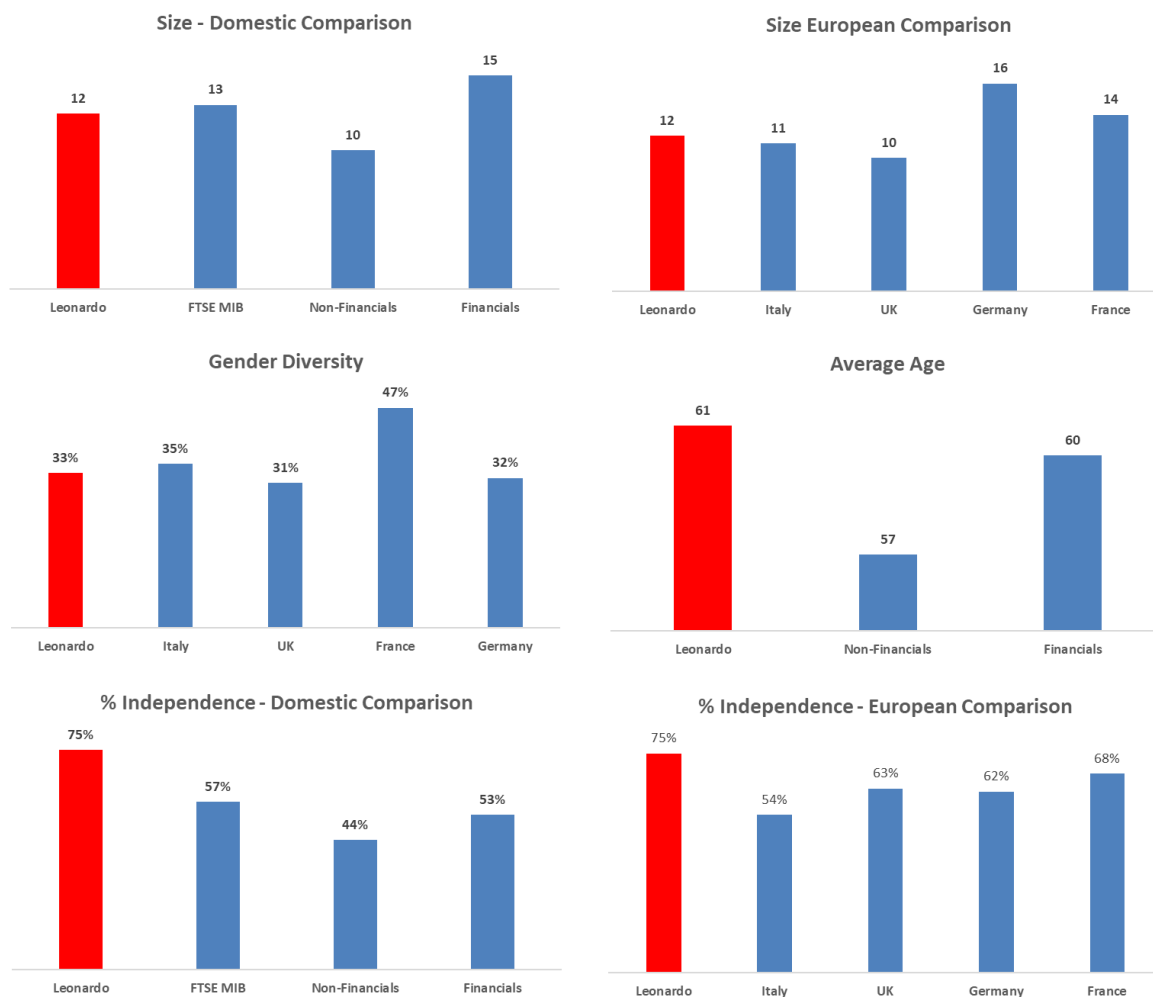 Size - Domestic Comparison
15
13
12
10
Leonardo FTSE MIB Non-Financials Financials
Size European Comparison
16
14
12
11
10
Leonardo Italy UK Germany France
Gender Diversity
47%
35%
33%
32%
31%
Leonardo Italy UK France Germany
Average Age
61
60
57
Leonardo Non-Financials Financials
% Independence - Domestic Comparison
75%
57%
53%
44%
Leonardo FTSE MIB Non-Financials Financials
% Independence - European Comparison
75%
68%
63%
62%
54%
Leonardo Italy UK Germany France